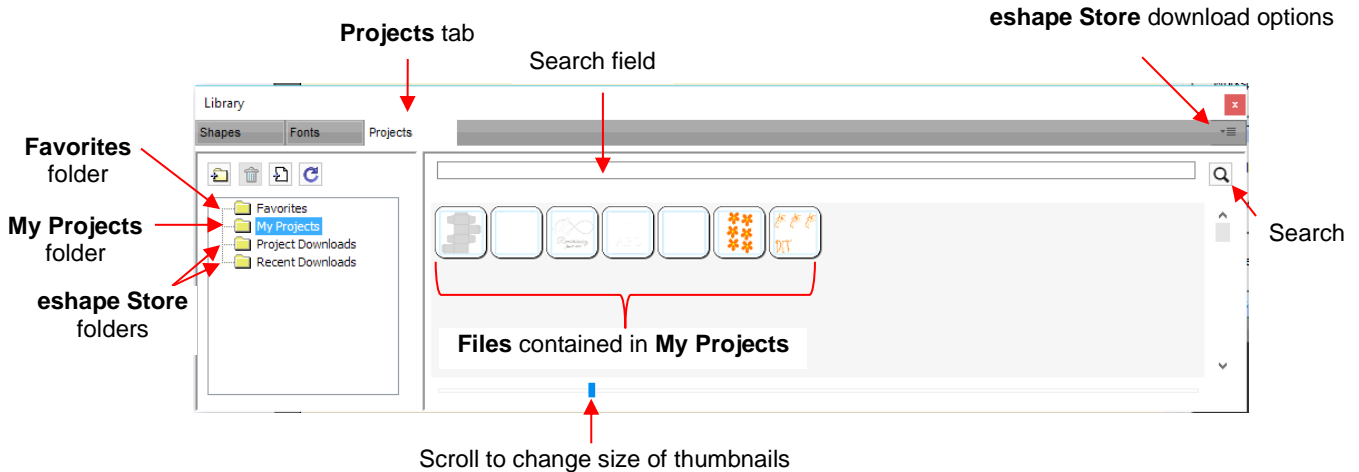 eshape Store download options
Projects tab
Search field
Library
x
Shapes
Fonts
Projects
Favorites
folder
Favorites
My Projects
My Projects
folder
Project Downloads
Recent Downloads
Search
eshape Store
folders
Files contained in My Projects
Scroll to change size of thumbnails